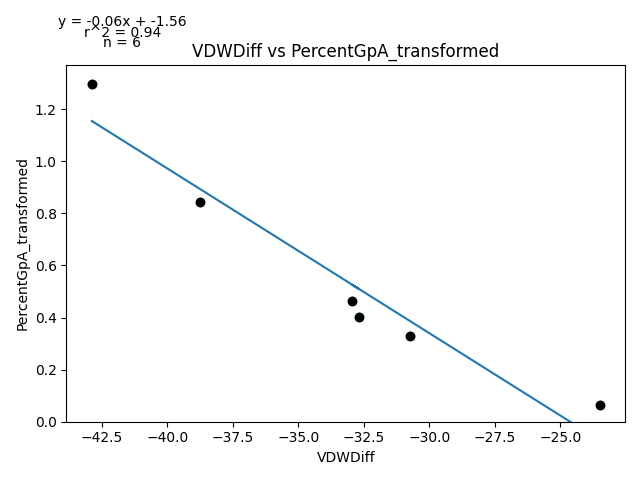 y = -0.06x + -1.56
r^2 = 0.94
n = 6
VDWDiff vs PercentGpA_transformed
PercentGpA_transformed
1.2
1.0
0.8
0.6
0.4
0.2
0.0
−42.5 −40.0 −37.5 −35.0 −32.5 −30.0 −27.5 −25.0
VDWDiff